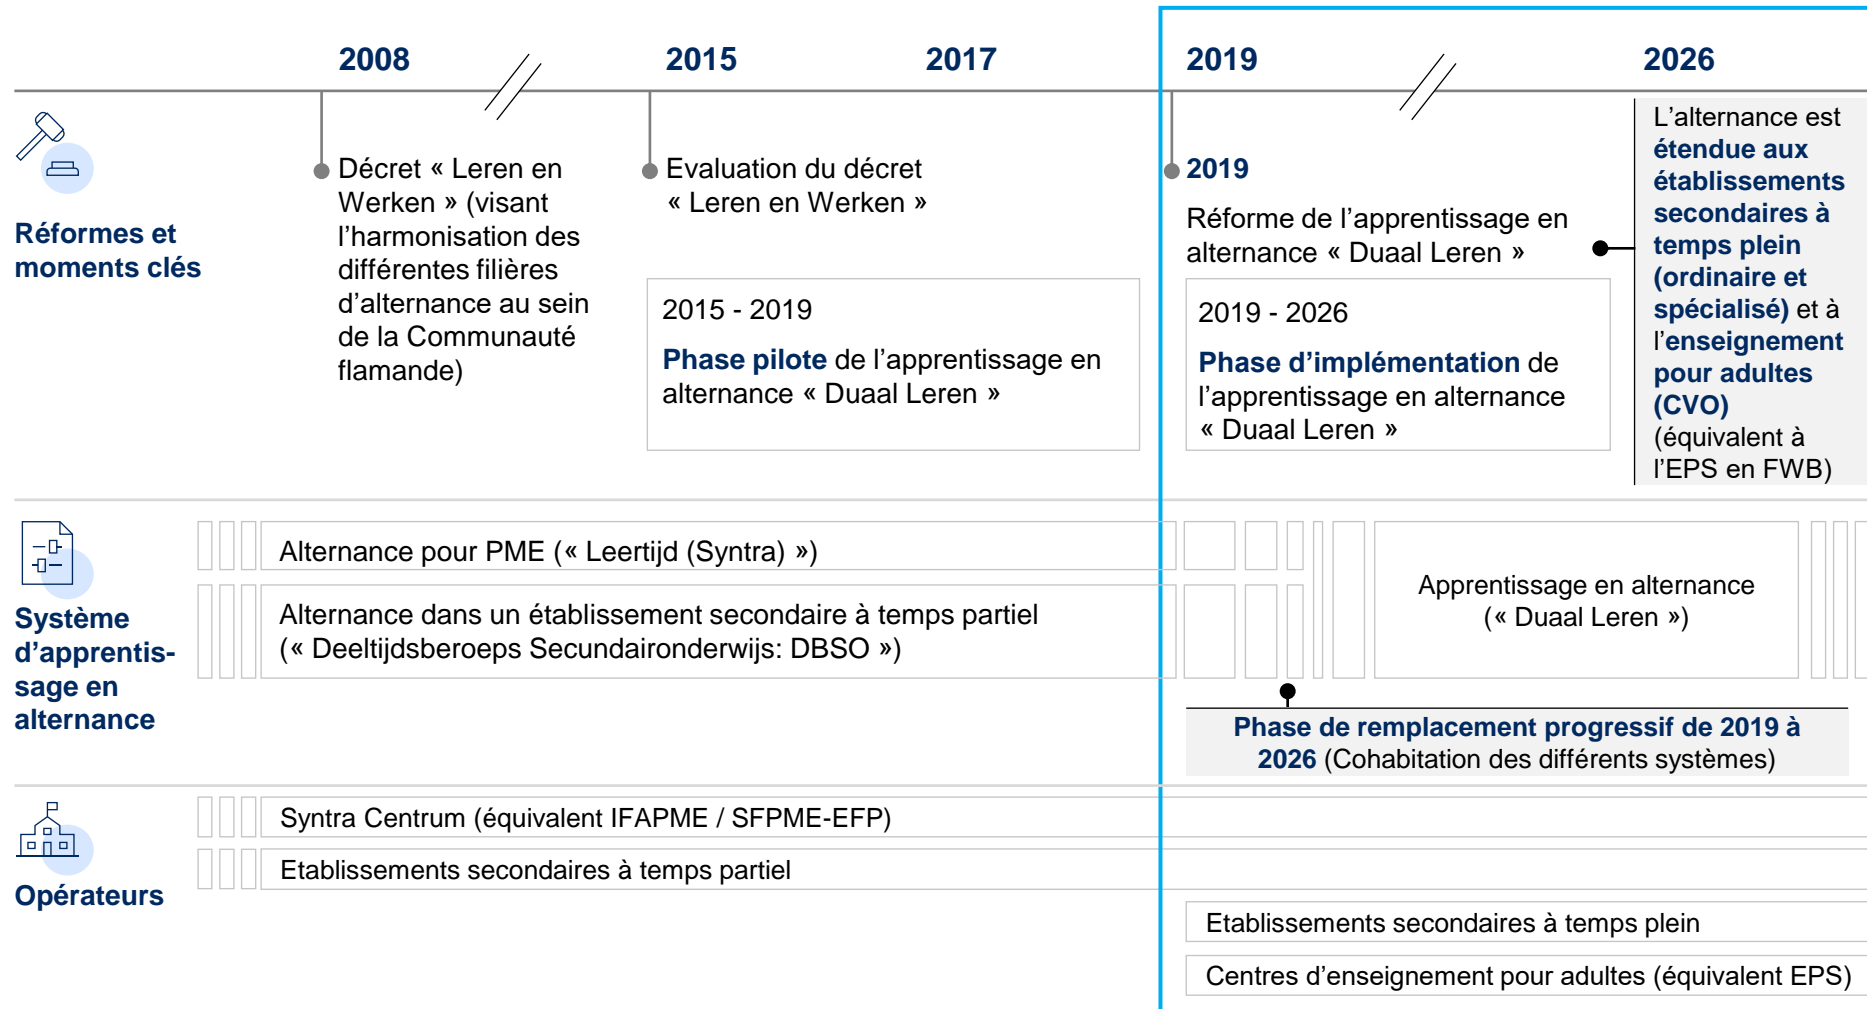 2008
2015
2017
2019
2026
Réformes et
moments clés
Décret « Leren en
Werken » (visant
l’harmonisation des
différentes filières
d’alternance au sein
de la Communauté
flamande)
Evaluation du décret
« Leren en Werken »
2015 - 2019
Phase pilote de l’apprentissage en
alternance « Duaal Leren »
2019
Réforme de l’apprentissage en
alternance « Duaal Leren »
2019 - 2026
Phase d’implémentation de
l’apprentissage en alternance
« Duaal Leren »
L’alternance est
étendue aux
établissements
secondaires à
temps plein
(ordinaire et
spécialisé) et à
l’enseignement
pour adultes
(CVO)
(équivalent à
l’EPS en FWB)
Système
d’apprentis-
sage en
alternance
Alternance pour PME (« Leertijd (Syntra) »)
Alternance dans un établissement secondaire à temps partiel
(« Deeltijdsberoeps Secundaironderwijs: DBSO »)
Apprentissage en alternance
(« Duaal Leren »)
Phase de remplacement progressif de 2019 à
2026 (Cohabitation des différents systèmes)
Opérateurs
Syntra Centrum (équivalent IFAPME / SFPME-EFP)
Etablissements secondaires à temps partiel
Etablissements secondaires à temps plein
Centres d’enseignement pour adultes (équivalent EPS)